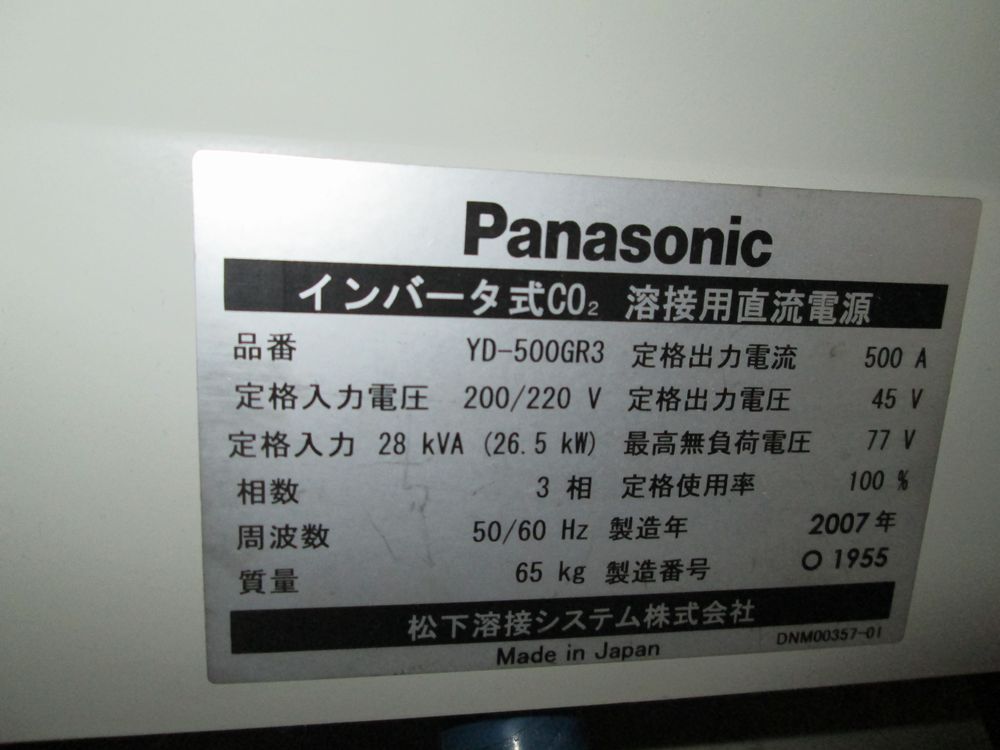 Panasonic
インバータ式CO₂ 溶接用直流電源
品番 YD-500GR3 定格出力電流 500 A
定格入力電圧 200/220 V 定格出力電圧 45 V
定格入力 28 kVA (26.5 kW) 最高無負荷電圧 77 V
相数 3 相 定格使用率 100 %
周波数 50/60 Hz 製造年 2007 年
質量 65 kg 製造番号 O 1955
松下溶接システム株式会社
Made in Japan DNM00357-01